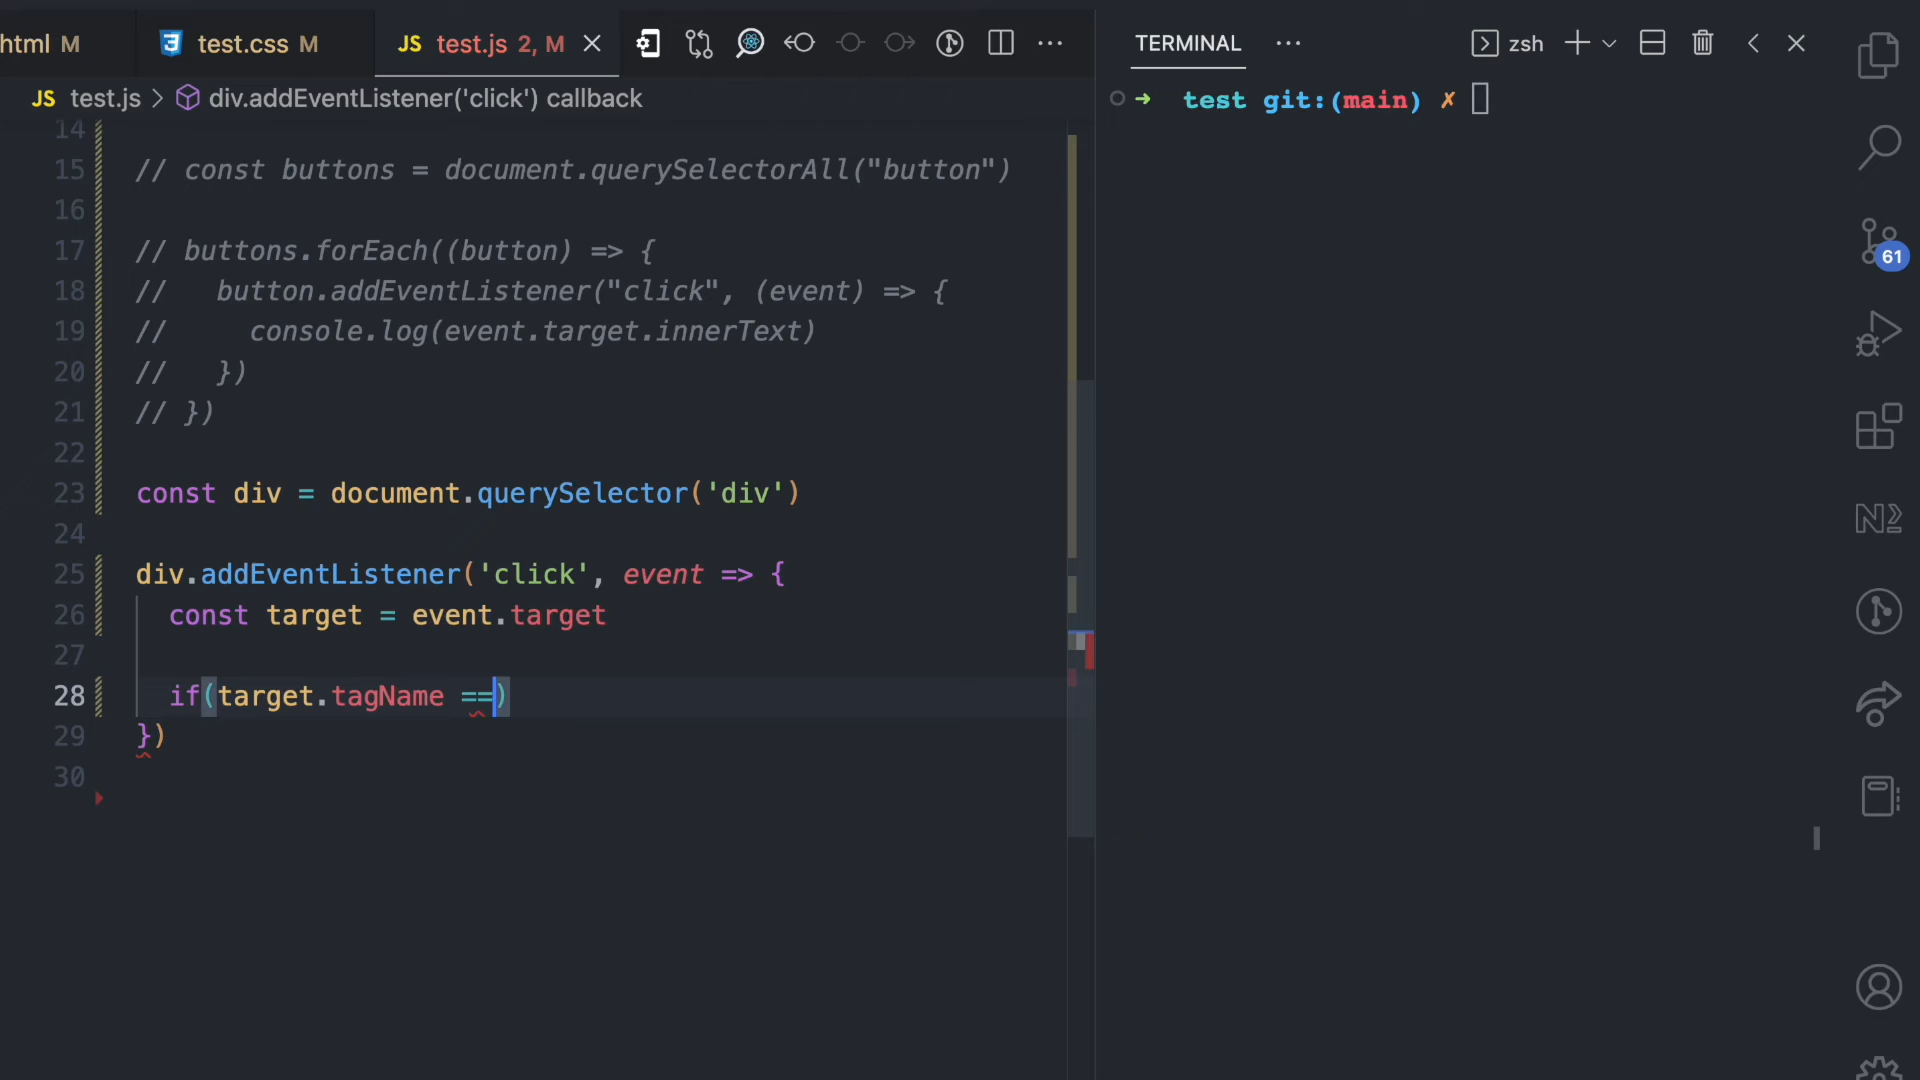 html M
test.css M
JS test.js 2, M
TERMINAL
zsh
JS test.js > div.addEventListener('click') callback
➜ test git:(main) ✗
14
15 // const buttons = document.querySelectorAll("button")
16
17 // buttons.forEach((button) => {
18 //   button.addEventListener("click", (event) => {
19 //     console.log(event.target.innerText)
20 //   })
21 // })
22
23 const div = document.querySelector('div')
24
25 div.addEventListener('click', event => {
26   const target = event.target
27
28   if(target.tagName ==)
29 })
30
61